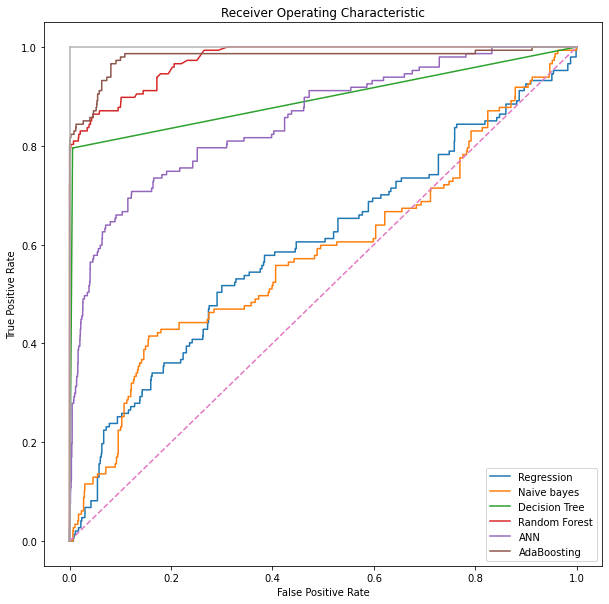 Receiver Operating Characteristic
True Positive Rate
1.0
0.8
0.6
0.4
0.2
0.0
Regression
Naive bayes
Decision Tree
Random Forest
ANN
AdaBoosting
0.0 0.2 0.4 0.6 0.8 1.0
False Positive Rate